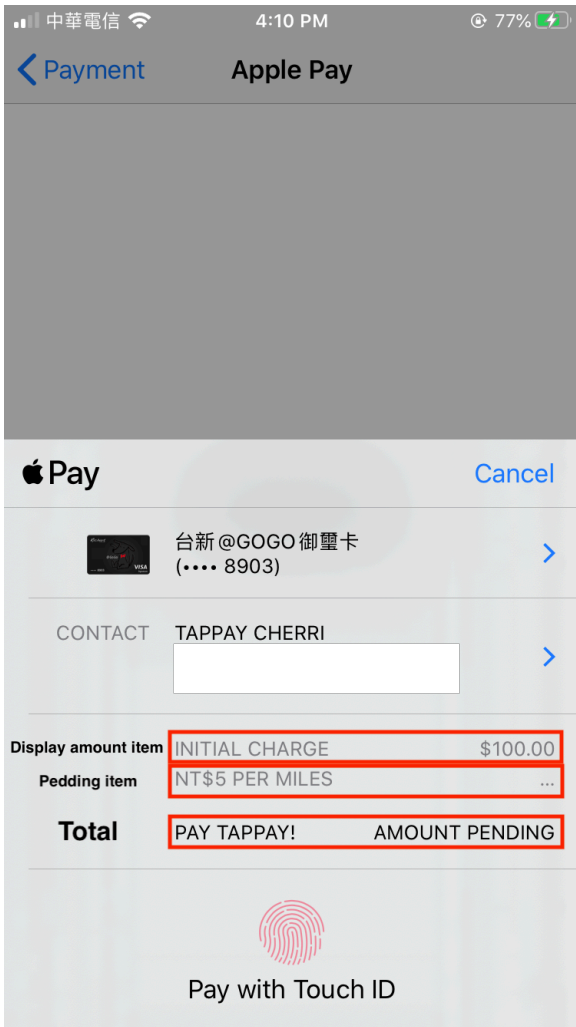 中華電信 4:10 PM 77%
Payment Apple Pay
Pay Cancel
台新@GOGO御璽卡
(•••• 8903)
VISA
CONTACT TAPPAY CHERRI
Display amount item INITIAL CHARGE $100.00
Pedding item NT$5 PER MILES ...
Total PAY TAPPAY! AMOUNT PENDING
Pay with Touch ID